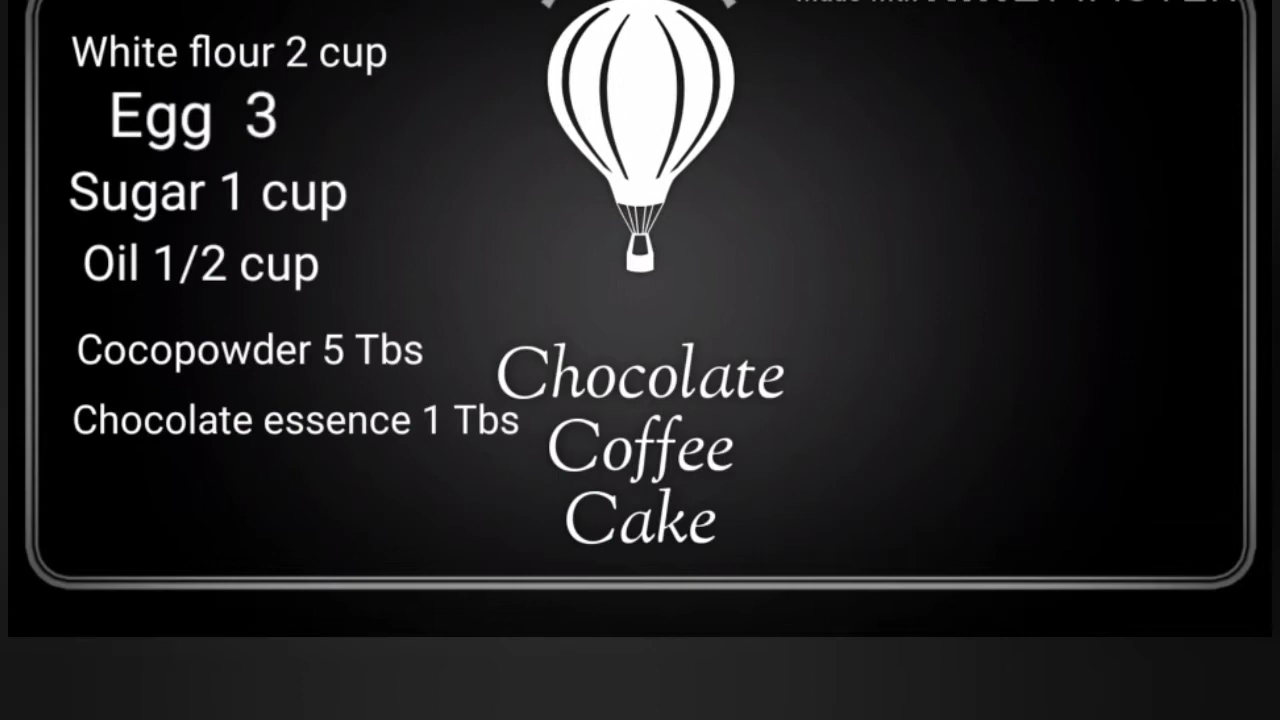 White flour 2 cup
Egg 3
Sugar 1 cup
Oil 1/2 cup
Cocopowder 5 Tbs
Chocolate essence 1 Tbs
Chocolate
Coffee
Cake